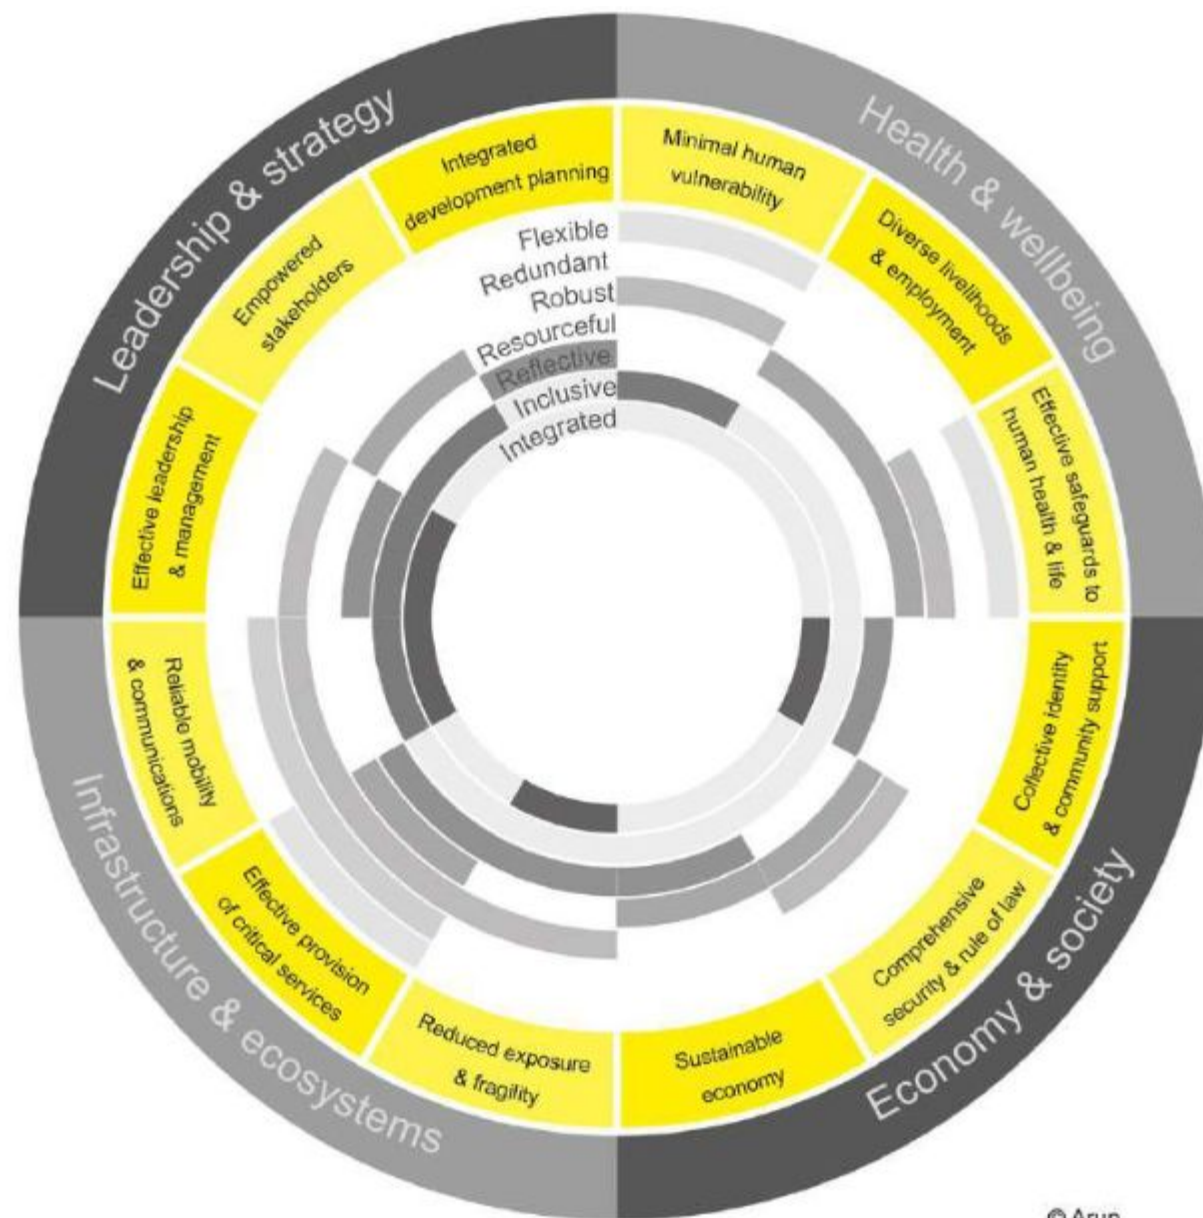 Leadership & strategy
Health & wellbeing
Economy & society
Infrastructure & ecosystems
Integrated
development planning
Minimal human
vulnerability
Diverse livelihoods
& employment
Effective safeguards to
human health & life
Collective identity
& community support
Comprehensive
security & rule of law
Sustainable
economy
Reduced exposure
& fragility
Effective provision
of critical services
Reliable mobility
& communications
Effective leadership
& management
Empowered
stakeholders
Flexible
Redundant
Robust
Resourceful
Reflective
Inclusive
Integrated
© Arup